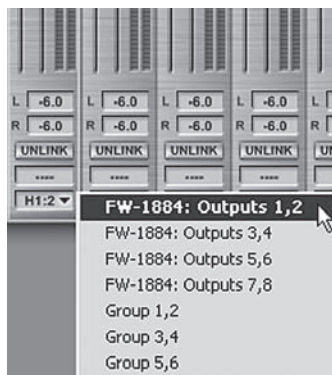 L -6.0 L -6.0 L -6.0 L -6.0 L
R -6.0 R -6.0 R -6.0 R -6.0 R
UNLINK UNLINK UNLINK UNLINK
---- ---- ---- ----
H1:2 FW-1884: Outputs 1,2
FW-1884: Outputs 3,4
FW-1884: Outputs 5,6
FW-1884: Outputs 7,8
Group 1,2
Group 3,4
Group 5,6